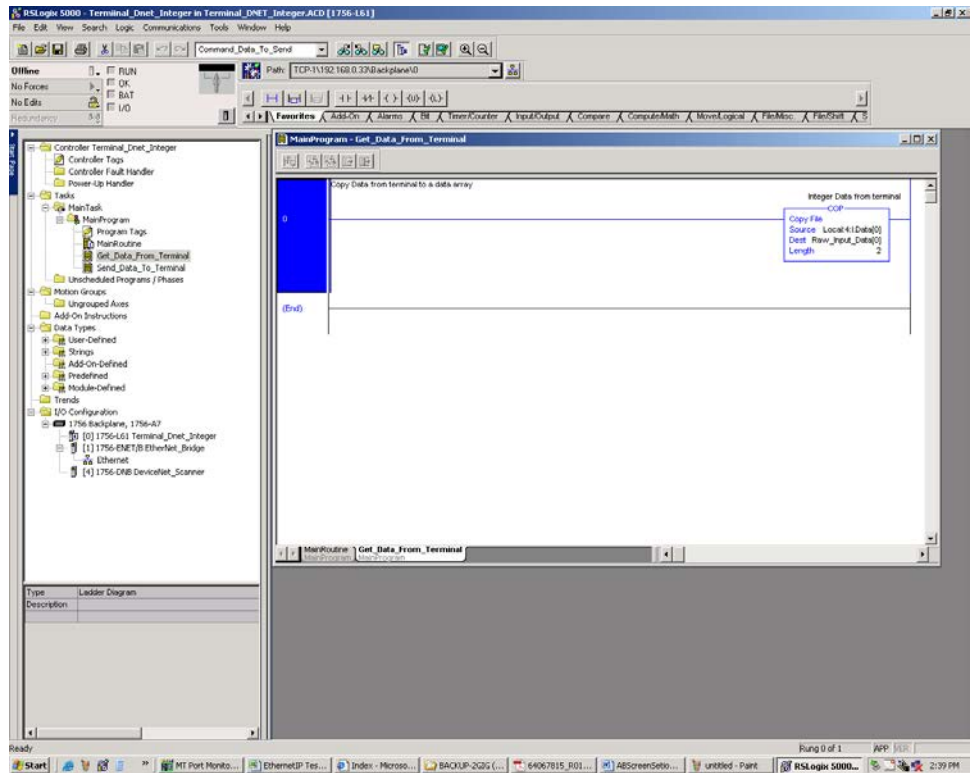 RSLogix 5000 - Termiinal_Dnet_Integer in Terminal_DNET_Integer.ACD [1756-L61]
File Edit View Search Logic Communications Tools Window Help
Command_Data_To_Send
Offline
RUN
Path: TCP-1\192.168.0.33\Backplane\0
No Forces
OK
BAT
No Edits
I/O
Redundancy
Favorites Add-On Alarms Bit Timer/Counter Input/Output Compare Compute/Math Move/Logical File/Misc. File/Shift S
Start Page
Controller Terminal_Dnet_Integer
Controller Tags
Controller Fault Handler
Power-Up Handler
Tasks
MainTask
MainProgram
Program Tags
MainRoutine
Get_Data_From_Terminal
Send_Data_To_Terminal
Unscheduled Programs / Phases
Motion Groups
Ungrouped Axes
Add-On Instructions
Data Types
User-Defined
Strings
Add-On-Defined
Predefined
Module-Defined
Trends
I/O Configuration
1756 Backplane, 1756-A7
[0] 1756-L61 Terminal_Dnet_Integer
[1] 1756-ENET/B EtherNet_Bridge
Ethernet
[4] 1756-DNB DeviceNet_Scanner
MainProgram - Get_Data_From_Terminal
Copy Data from terminal to a data array
Integer Data from terminal
COP
0
Copy File
Source Local:4:I.Data[0]
Dest Raw_Input_Data[0]
Length 2
(End)
MainRoutine Get_Data_From_Terminal
MainProgram MainProgram
Type Ladder Diagram
Description
Ready
Rung 0 of 1 APP VER
Start
MT Port Monito...
EthernetIP Tes...
Index - Microso...
BACKUP-2G2G (...
64067815_R01...
ABScreenSetio...
untitled - Paint
RSLogix 5000...
2:39 PM